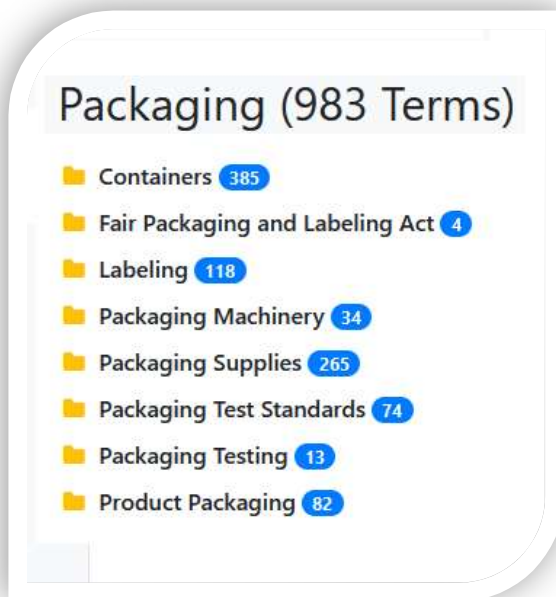 Packaging (983 Terms)
Containers 385
Fair Packaging and Labeling Act 4
Labeling 118
Packaging Machinery 34
Packaging Supplies 265
Packaging Test Standards 74
Packaging Testing 13
Product Packaging 82